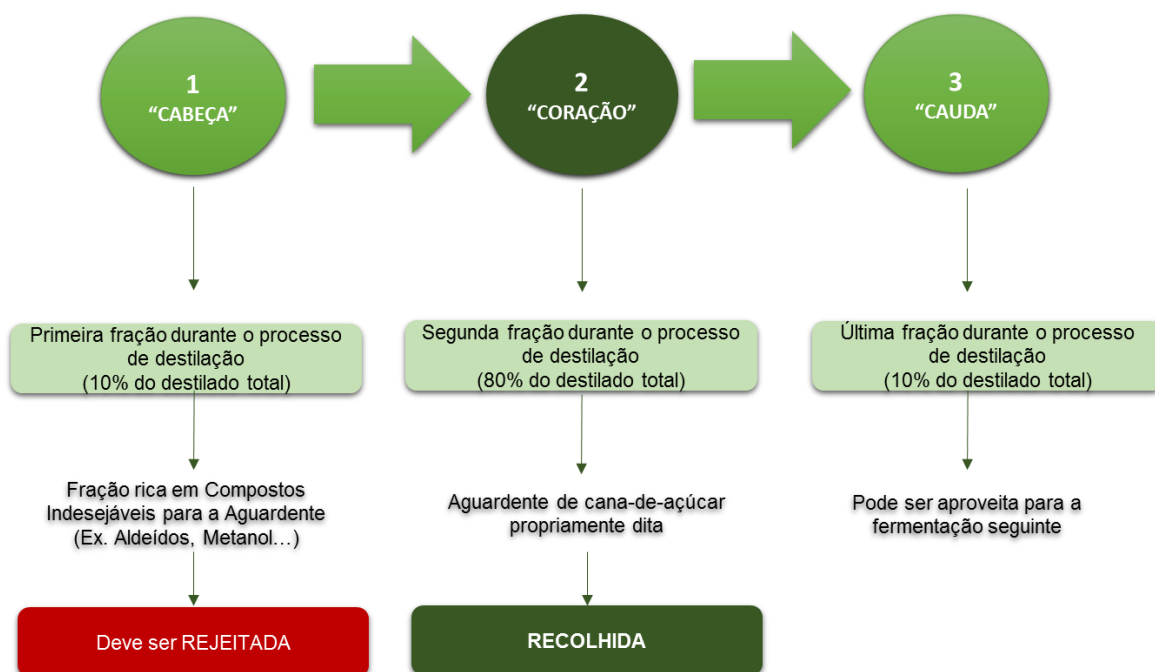 1
“CABEÇA”
2
“CORAÇÃO”
3
“CAUDA”
Primeira fração durante o processo
de destilação
(10% do destilado total)
Segunda fração durante o processo
de destilação
(80% do destilado total)
Última fração durante o processo
de destilação
(10% do destilado total)
Fração rica em Compostos
Indesejáveis para a Aguardente
(Ex. Aldeídos, Metanol…)
Aguardente de cana-de-açúcar
propriamente dita
Pode ser aproveita para a
fermentação seguinte
Deve ser REJEITADA
RECOLHIDA